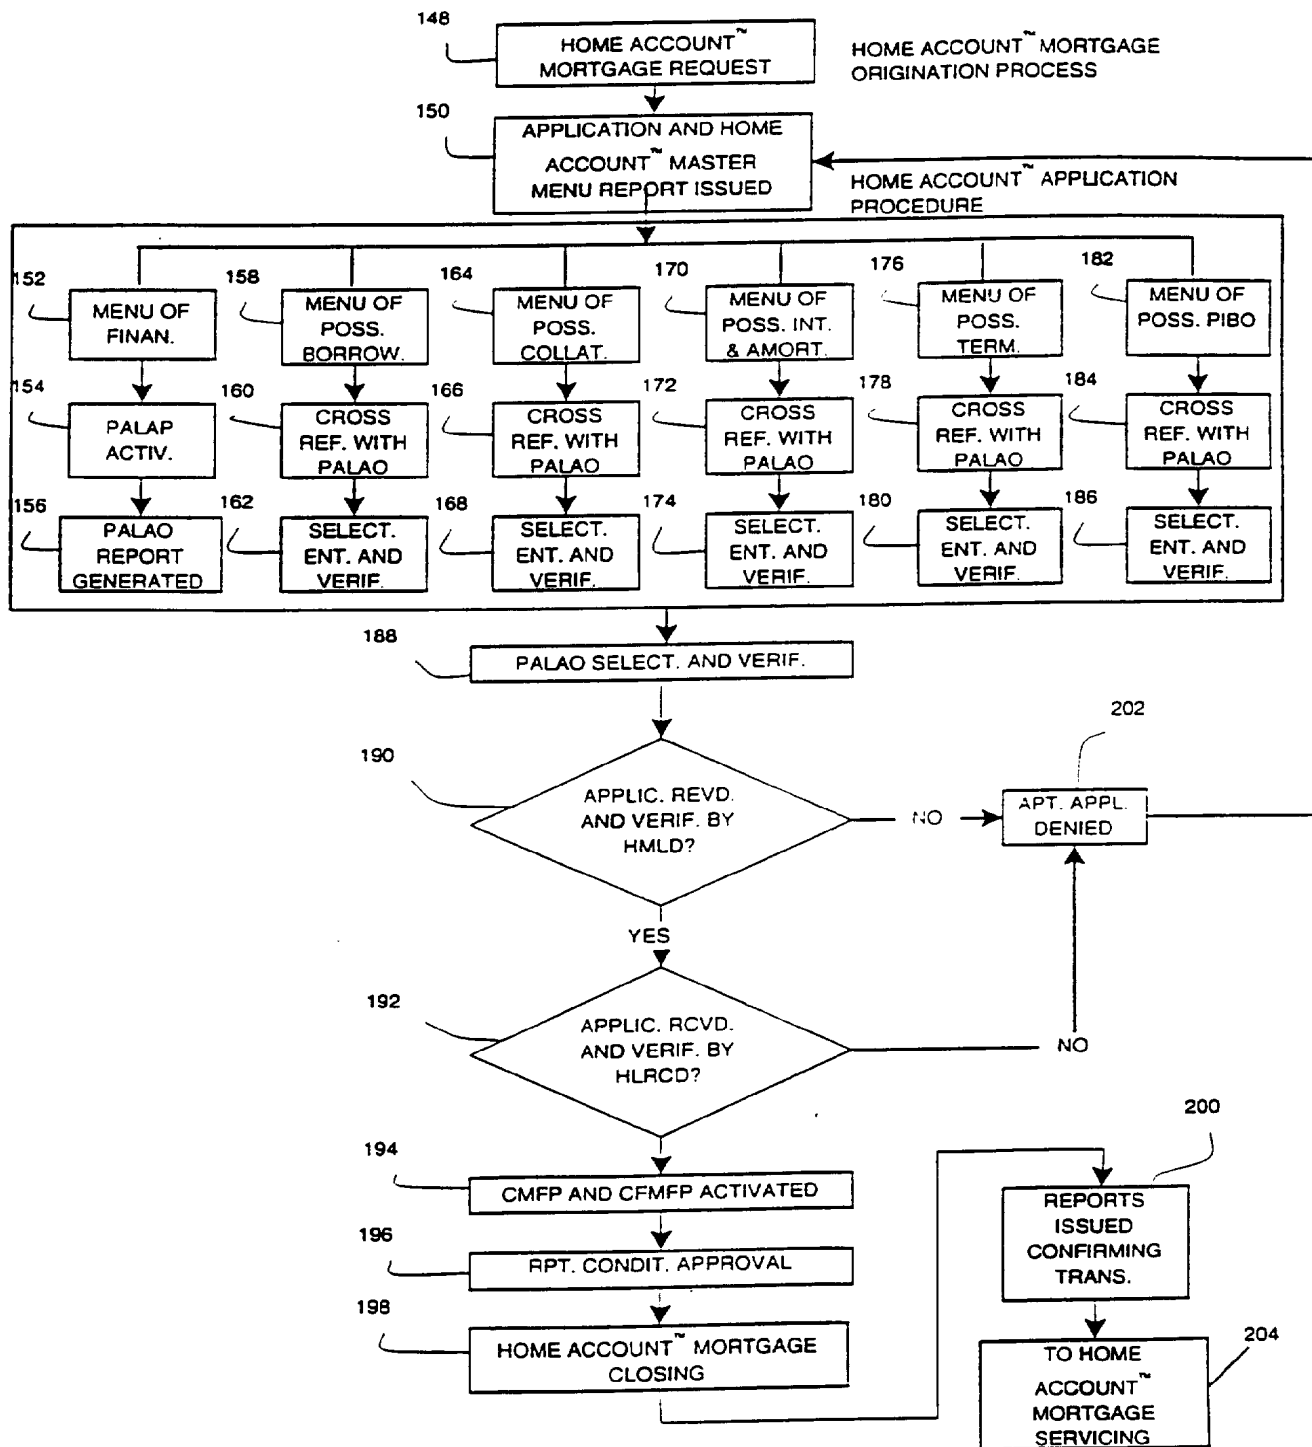 148
HOME ACCOUNT™
MORTGAGE REQUEST
HOME ACCOUNT™ MORTGAGE
ORIGINATION PROCESS
150
APPLICATION AND HOME
ACCOUNT™ MASTER
MENU REPORT ISSUED
HOME ACCOUNT™ APPLICATION
PROCEDURE
152
MENU OF
FINAN.
158
MENU OF
POSS.
BORROW.
164
MENU OF
POSS.
COLLAT.
170
MENU OF
POSS. INT.
& AMORT.
176
MENU OF
POSS.
TERM.
182
MENU OF
POSS. PIBO
154
PALAP
ACTIV.
160
CROSS
REF. WITH
PALAO
166
CROSS
REF. WITH
PALAO
172
CROSS
REF. WITH
PALAO
178
CROSS
REF. WITH
PALAO
184
CROSS
REF. WITH
PALAO
156
PALAO
REPORT
GENERATED
162
SELECT.
ENT. AND
VERIF.
168
SELECT.
ENT. AND
VERIF.
174
SELECT.
ENT. AND
VERIF.
180
SELECT.
ENT. AND
VERIF.
186
SELECT.
ENT. AND
VERIF.
188
PALAO SELECT. AND VERIF.
190
APPLIC. REVD.
AND VERIF. BY
HMLD?
NO
202
APT. APPL.
DENIED
YES
192
APPLIC. RCVD.
AND VERIF. BY
HLRCD?
NO
194
CMFP AND CFMFP ACTIVATED
196
RPT. CONDIT. APPROVAL
198
HOME ACCOUNT™ MORTGAGE
CLOSING
200
REPORTS
ISSUED
CONFIRMING
TRANS.
204
TO HOME
ACCOUNT™
MORTGAGE
SERVICING